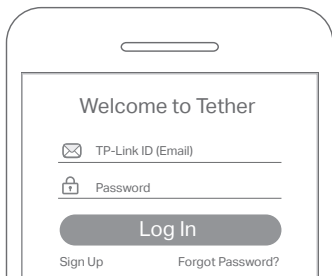 Welcome to Tether
TP-Link ID (Email)
Password
Log In
Sign Up Forgot Password?